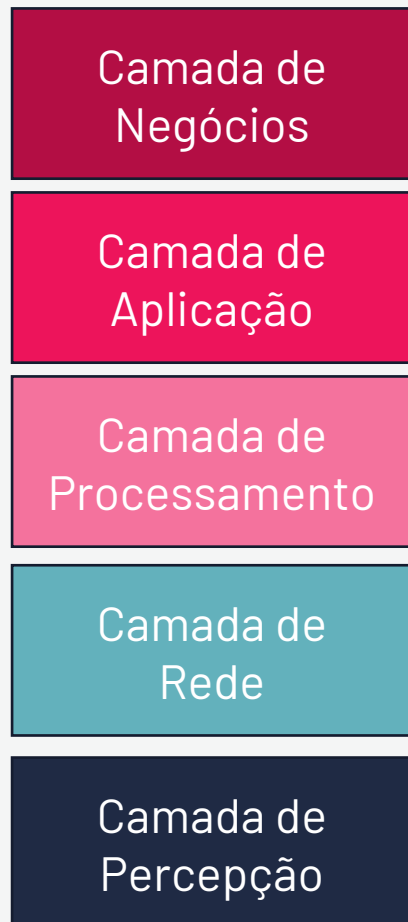 Camada de
Negócios
Camada de
Aplicação
Camada de
Processamento
Camada de
Rede
Camada de
Percepção